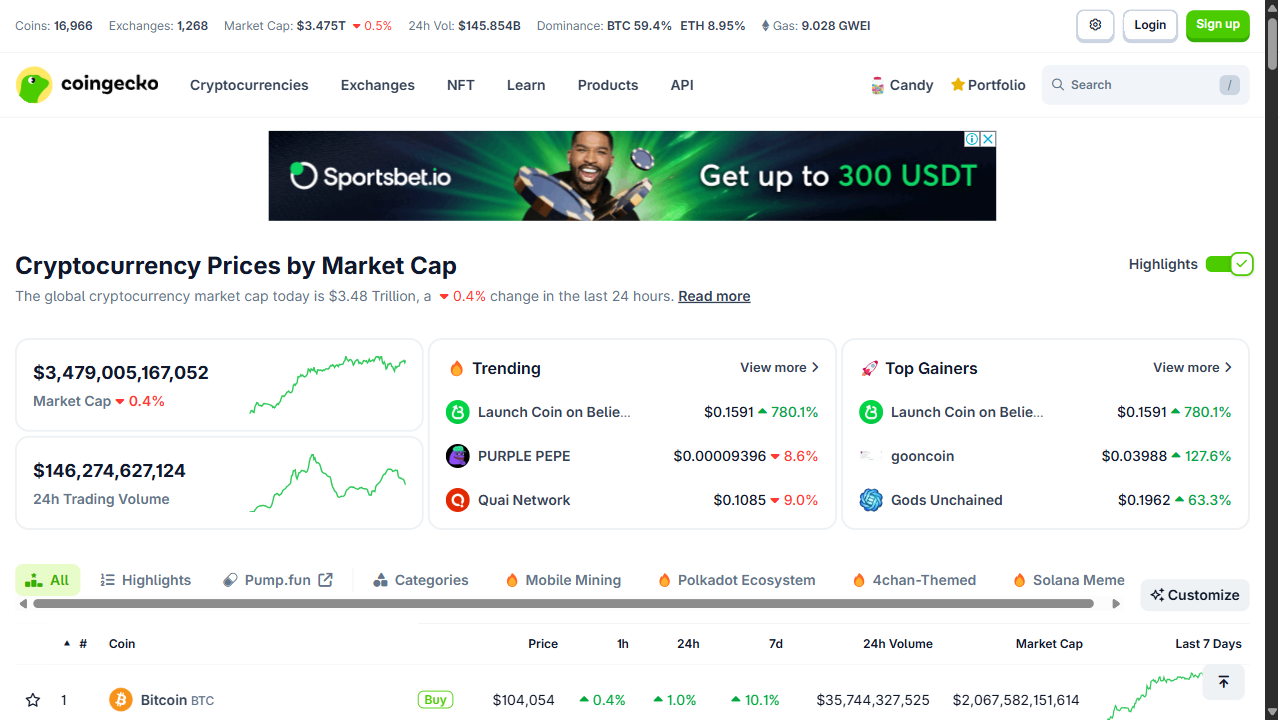 Coins: 16,966 Exchanges: 1,268 Market Cap: $3.475T 0.5% 24h Vol: $145.854B Dominance: BTC 59.4% ETH 8.95% Gas: 9.028 GWEI Login Sign up
coingecko Cryptocurrencies Exchanges NFT Learn Products API Candy Portfolio Search /
Sportsbet.io Get up to 300 USDT
Cryptocurrency Prices by Market Cap Highlights
The global cryptocurrency market cap today is $3.48 Trillion, a 0.4% change in the last 24 hours. Read more
$3,479,005,167,052
Market Cap 0.4%
$146,274,627,124
24h Trading Volume
Trending View more
Launch Coin on Belie... $0.1591 780.1%
PURPLE PEPE $0.00009396 8.6%
Quai Network $0.1085 9.0%
Top Gainers View more
Launch Coin on Belie... $0.1591 780.1%
gooncoin $0.03988 127.6%
Gods Unchained $0.1962 63.3%
All Highlights Pump.fun Categories Mobile Mining Polkadot Ecosystem 4chan-Themed Solana Meme Customize
# Coin Price 1h 24h 7d 24h Volume Market Cap Last 7 Days
1 Bitcoin BTC Buy $104,054 0.4% 1.0% 10.1% $35,744,327,525 $2,067,582,151,614